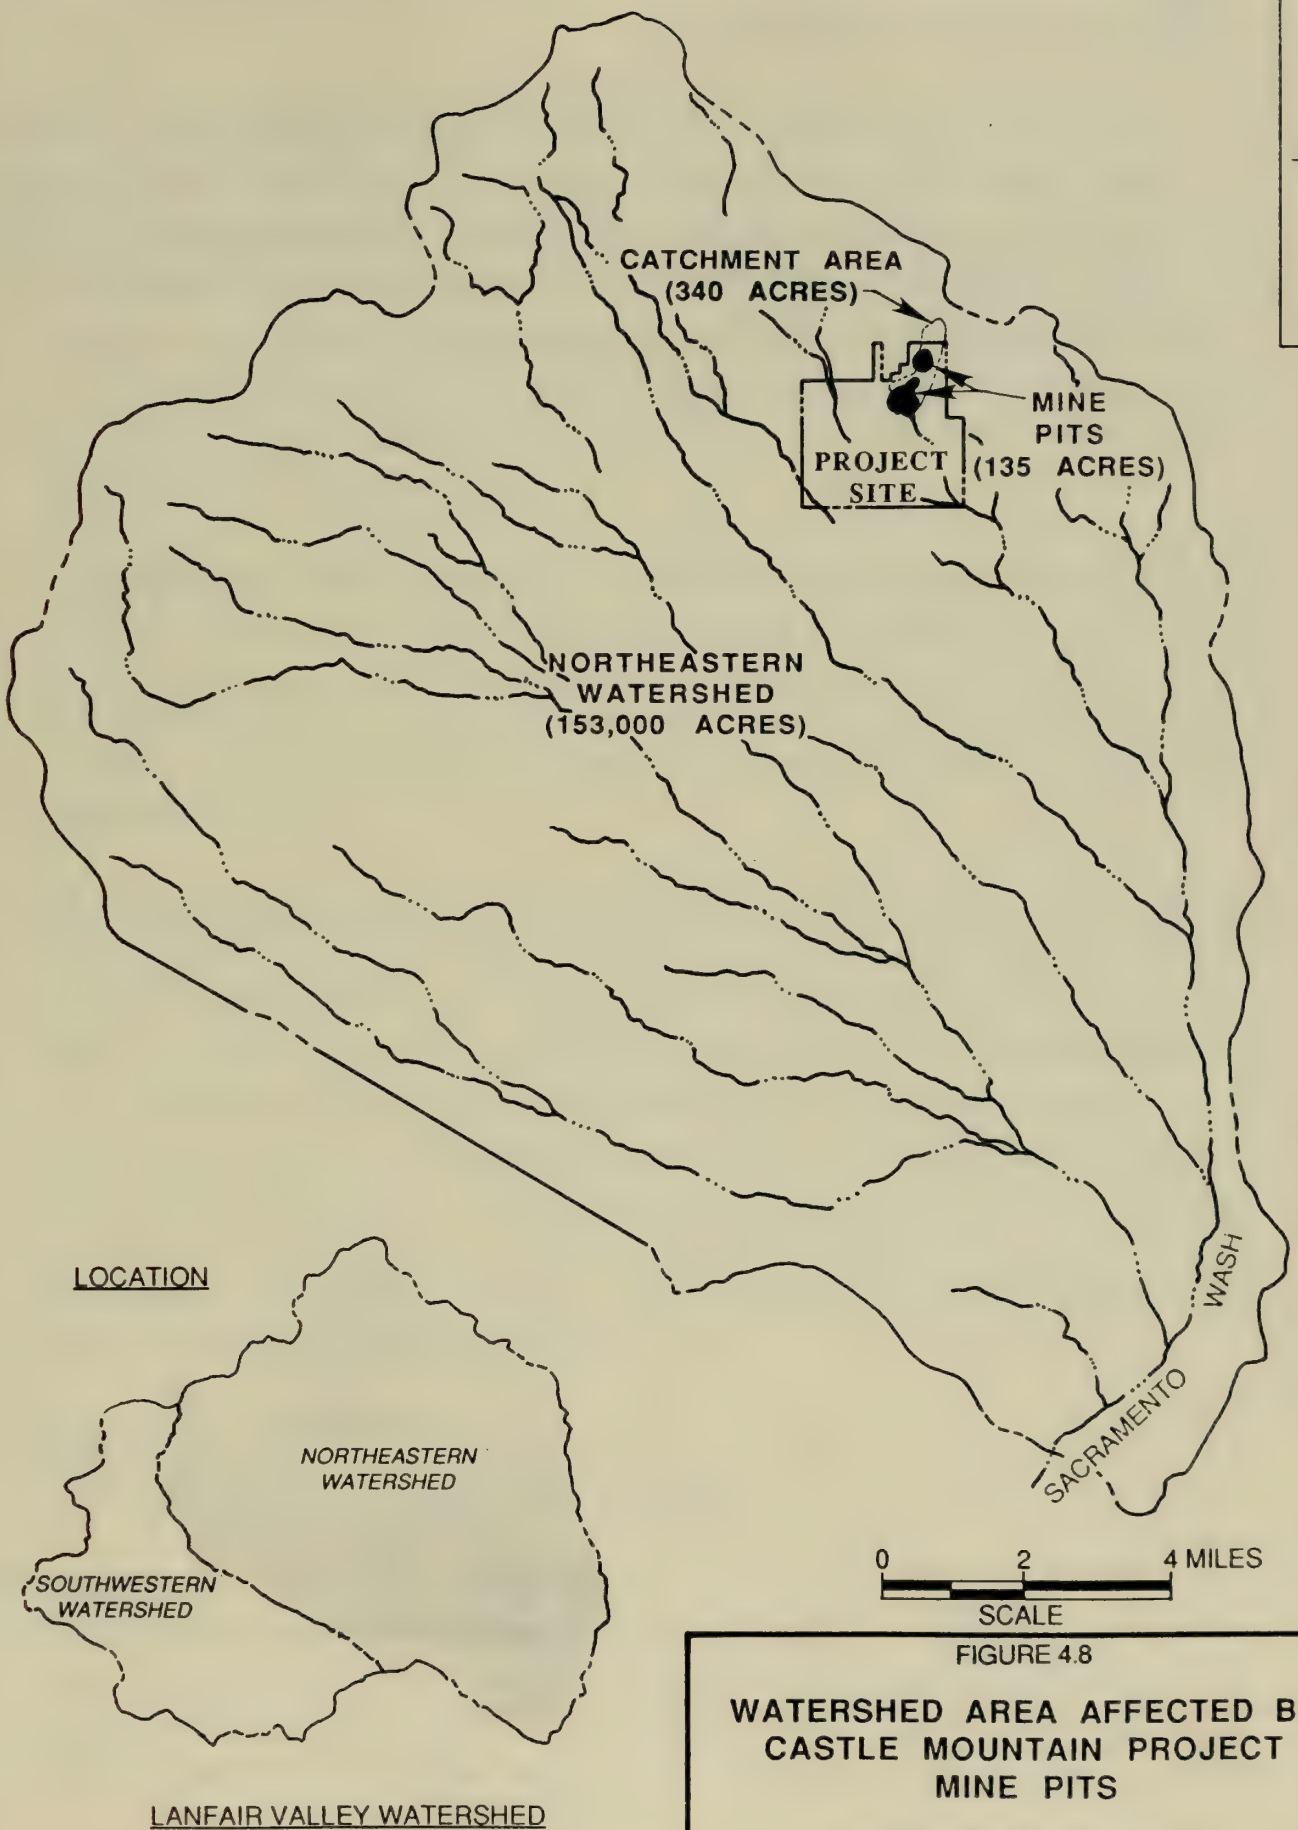 CATCHMENT AREA
(340 ACRES)
MINE
PITS
(135 ACRES)
PROJECT
SITE
NORTHEASTERN
WATERSHED
(153,000 ACRES)
WASH
SACRAMENTO
LOCATION
NORTHEASTERN
WATERSHED
SOUTHWESTERN
WATERSHED
LANFAIR VALLEY WATERSHED
0 2 4 MILES
SCALE
FIGURE 4.8
WATERSHED AREA AFFECTED B
CASTLE MOUNTAIN PROJECT
MINE PITS